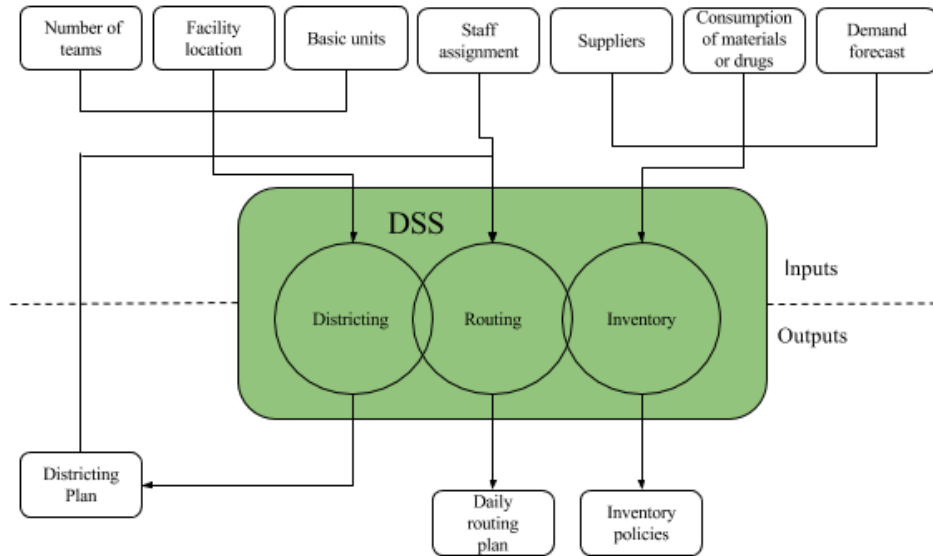 Number of
teams
Facility
location
Basic units
Staff
assignment
Suppliers
Consumption
of materials
or drugs
Demand
forecast
DSS
Inputs
Districting
Routing
Inventory
Outputs
Districting
Plan
Daily
routing
plan
Inventory
policies